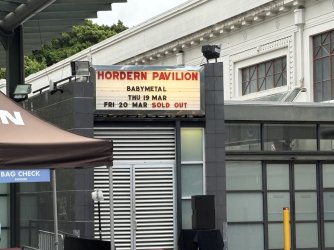 HORDERN PAVILION
BABYMETAL
THU 19 MAR
FRI 20 MAR SOLD OUT
N
BAG CHECK